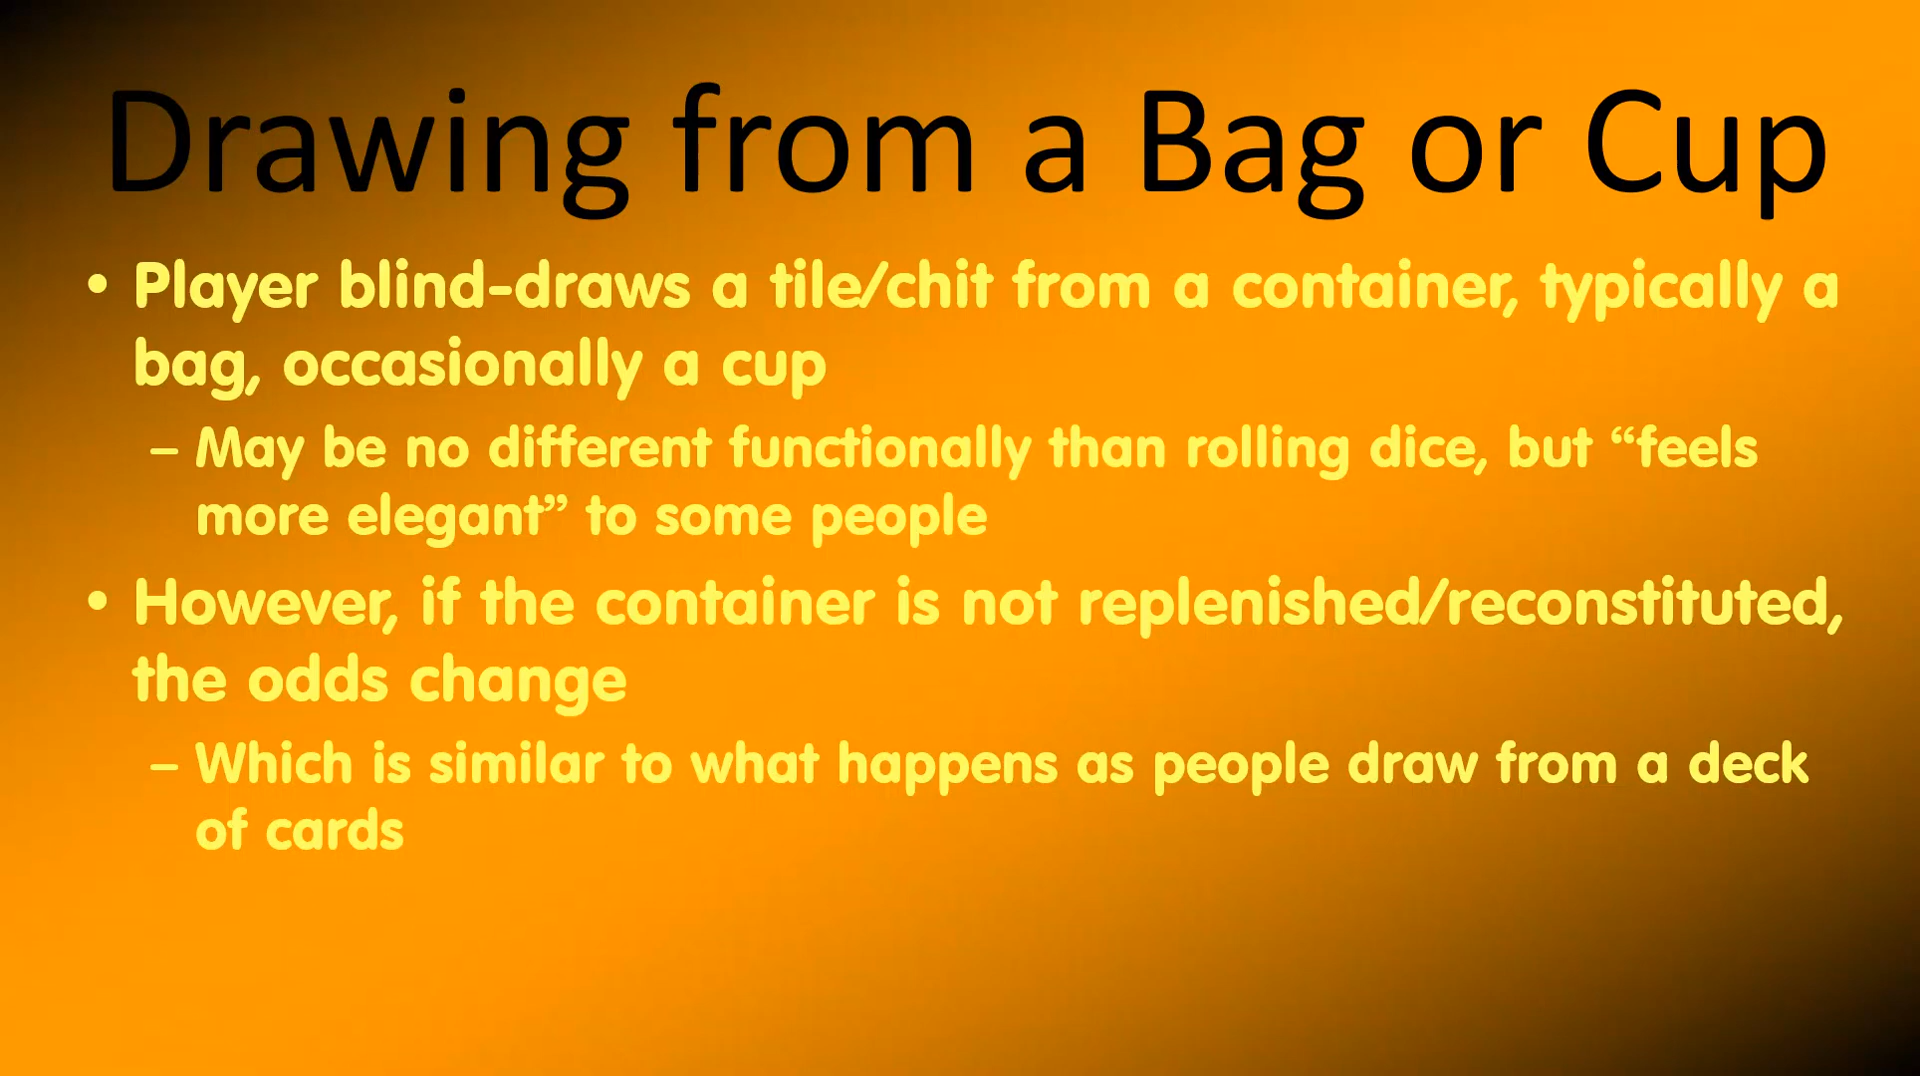 Drawing from a Bag or Cup
• Player blind-draws a tile/chit from a container, typically a
bag, occasionally a cup
– May be no different functionally than rolling dice, but “feels
more elegant” to some people
• However, if the container is not replenished/reconstituted,
the odds change
– Which is similar to what happens as people draw from a deck
of cards